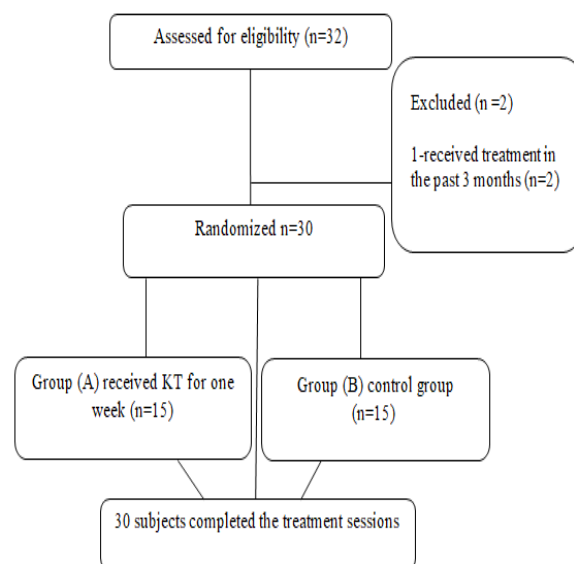 Assessed for eligibility (n=32)
Excluded (n =2)
1-received treatment in
the past 3 months (n=2)
Randomized n=30
Group (A) received KT for one
week (n=15)
Group (B) control group
(n=15)
30 subjects completed the treatment sessions